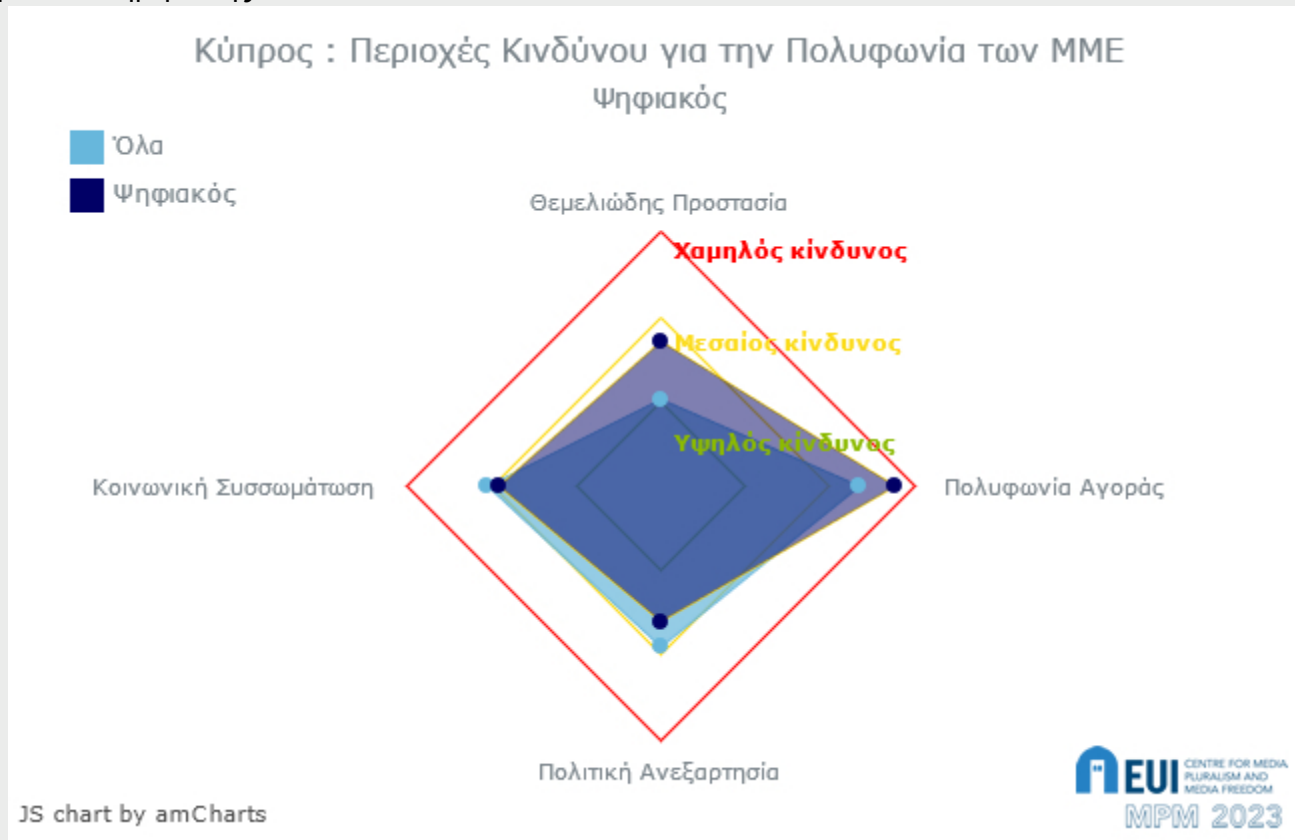 Κύπρος : Περιοχές Κινδύνου για την Πολυφωνία των ΜΜΕ
Ψηφιακός
Όλα
Ψηφιακός
Θεμελιώδης Προστασία
Χαμηλός κίνδυνος
Μεσαίος κίνδυνος
Υψηλός κίνδυνος
Κοινωνική Συσσωμάτωση
Πολυφωνία Αγοράς
Πολιτική Ανεξαρτησία
JS chart by amCharts
EUI
CENTRE FOR MEDIA
PLURALISM AND
MEDIA FREEDOM
MPM 2023